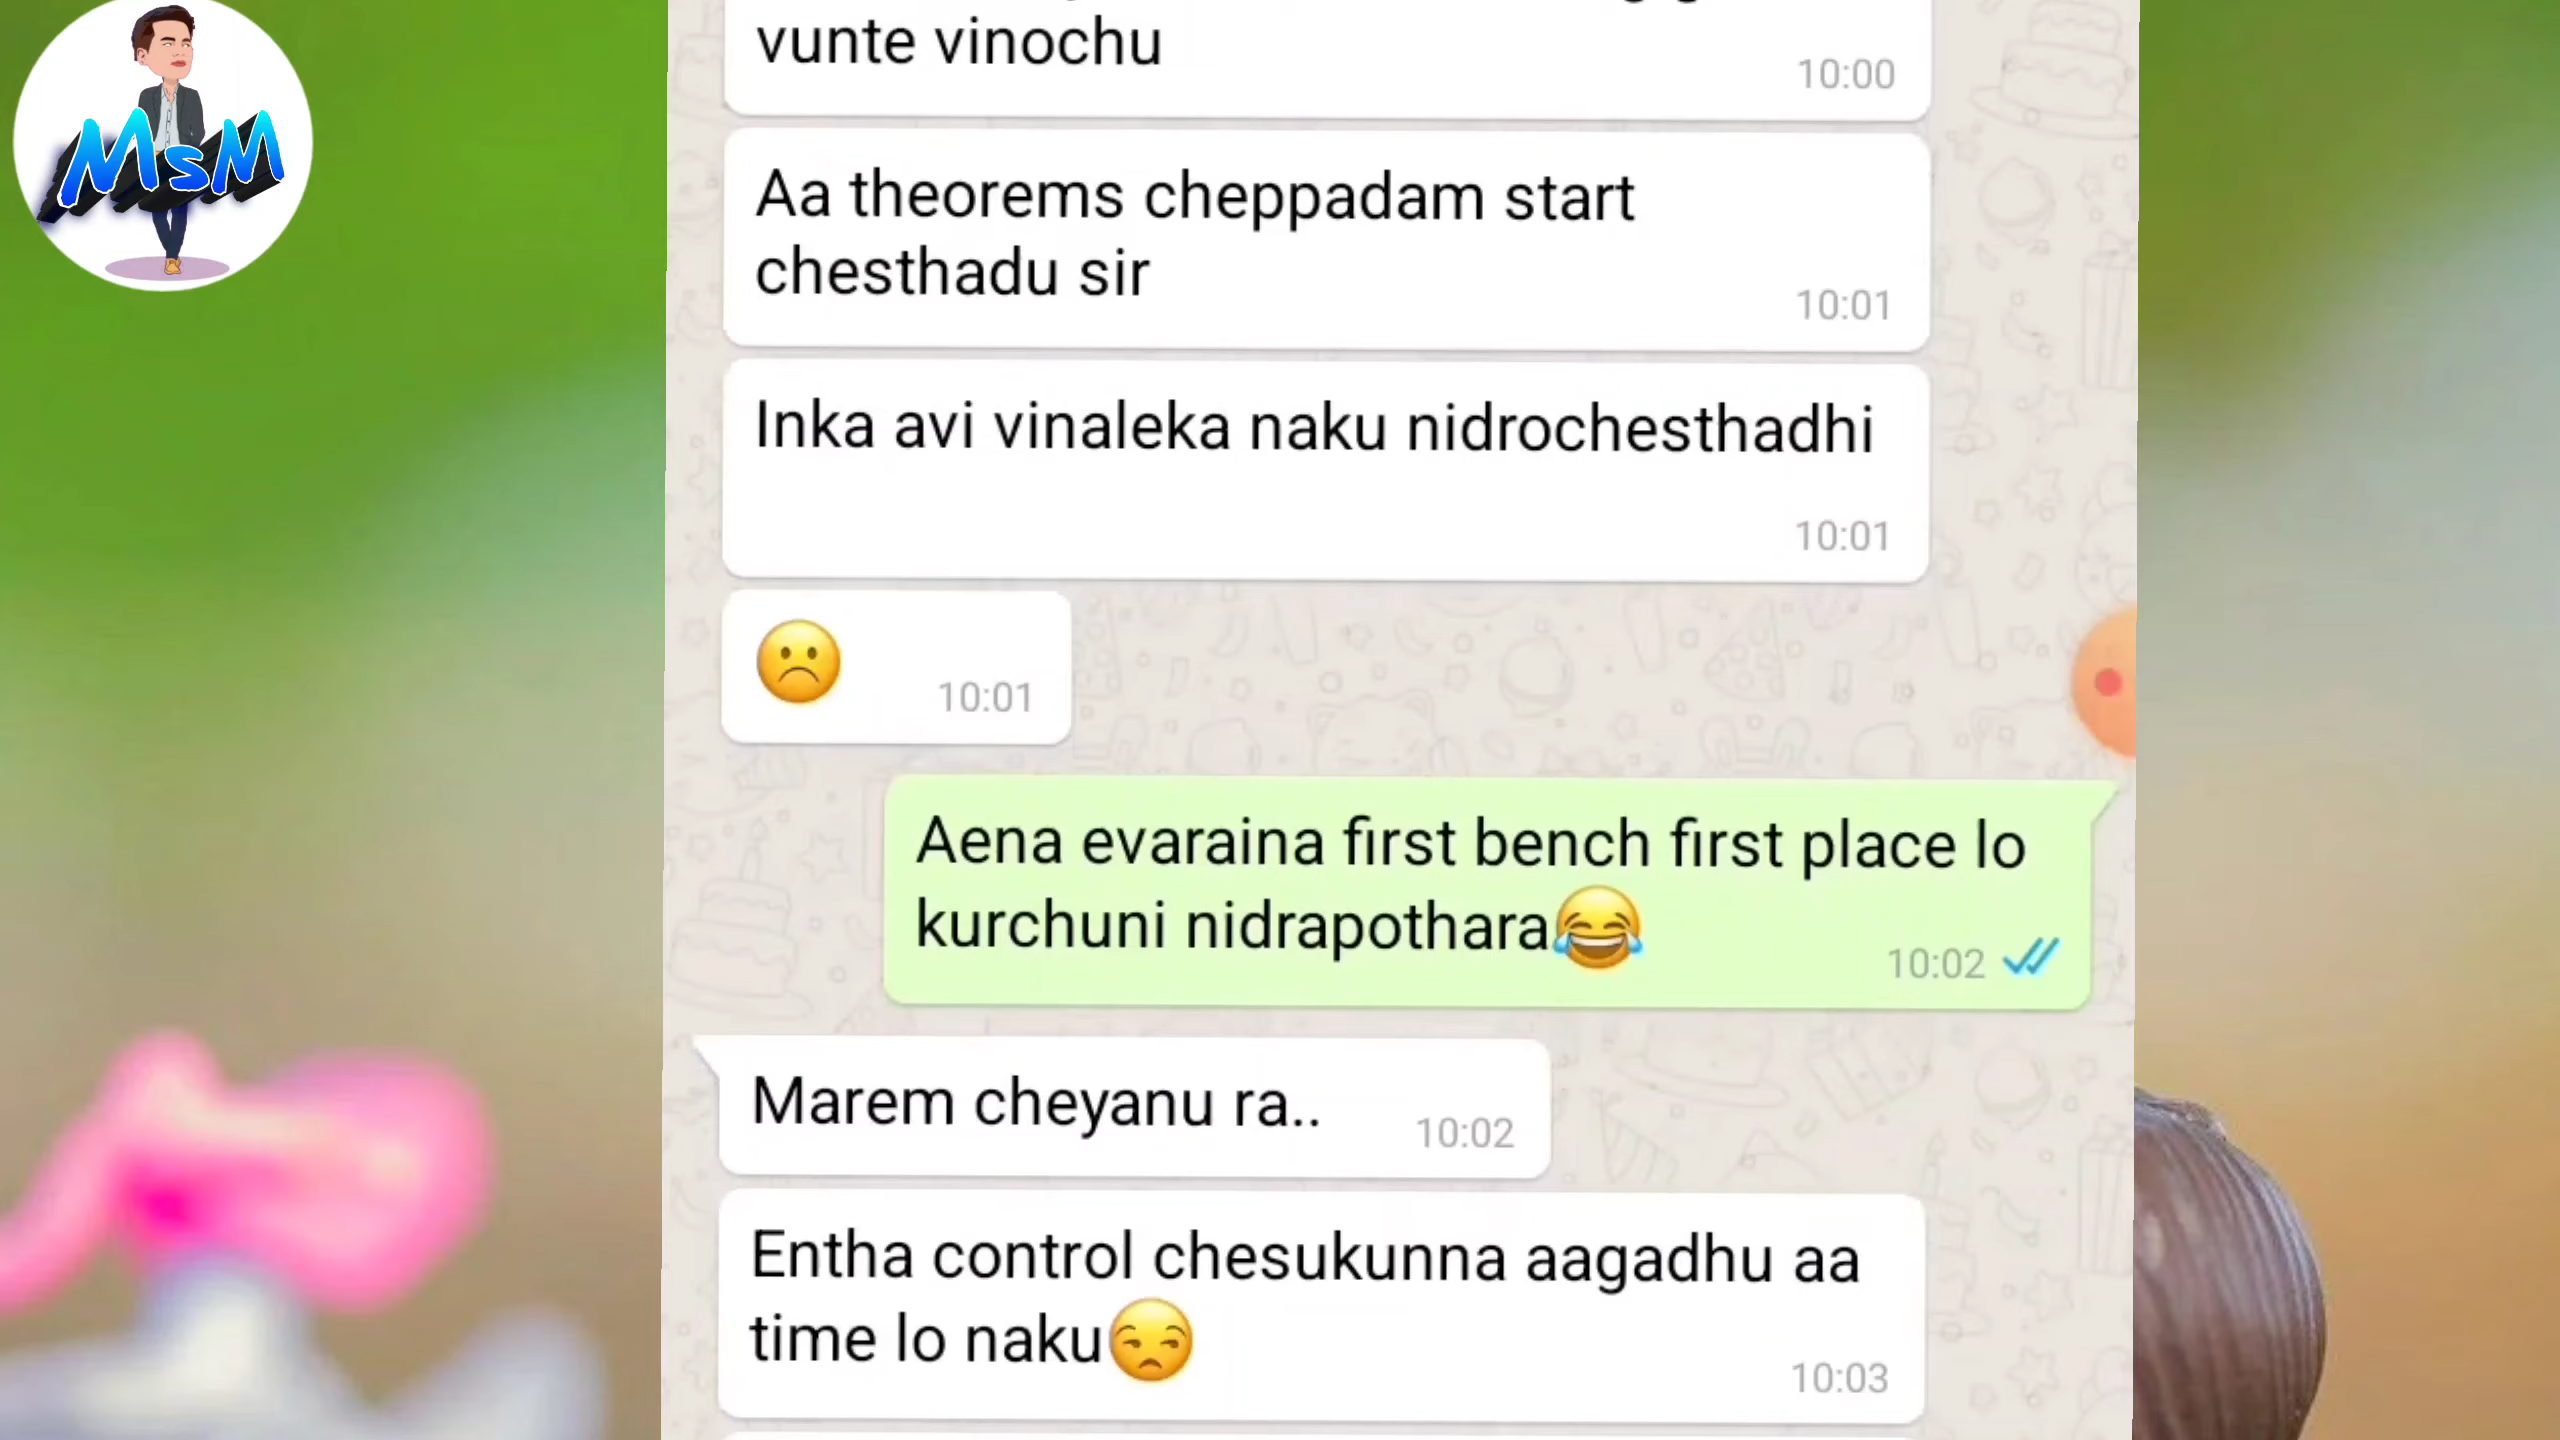 MsM
vunte vinochu
10:00
Aa theorems cheppadam start
chesthadu sir
10:01
Inka avi vinaleka naku nidrochesthadhi
10:01
☹️
10:01
Aena evaraina first bench first place lo
kurchuni nidrapothara😂
10:02
Marem cheyanu ra..
10:02
Entha control chesukunna aagadhu aa
time lo naku😒
10:03